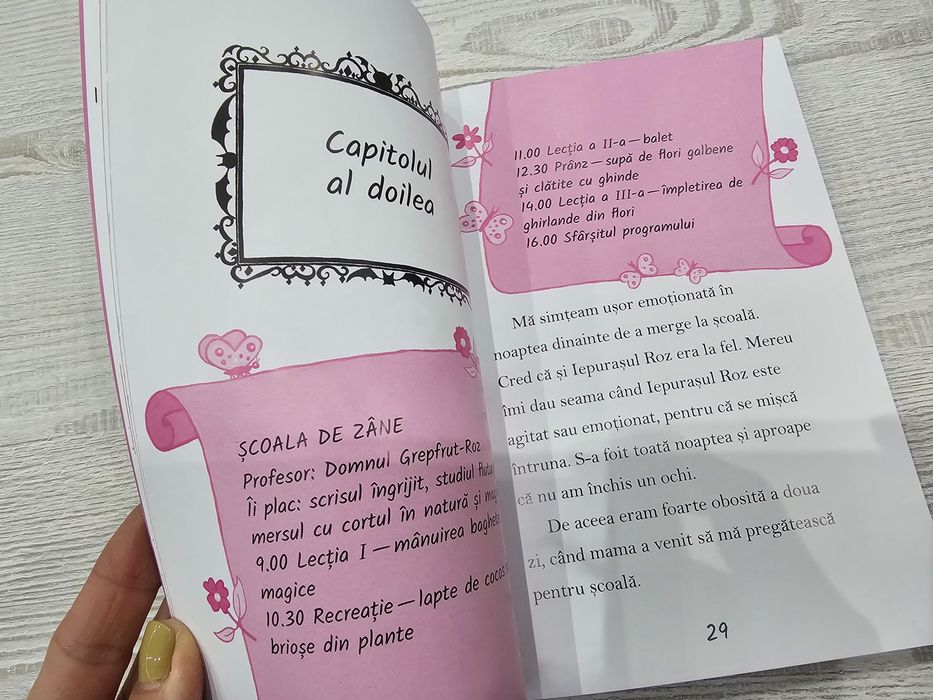 Capitolul
al doilea
ȘCOALA DE ZÂNE
Profesor: Domnul Grepfrut-Roz
Îi plac: scrisul îngrijit, studiul
mersul cu cortul în natură și
9.00 Lecția I — mânuirea
magice
10.30 Recreație — lapte de cocos
brioșe din plante
11.00 Lecția a II-a — balet
12.30 Prânz — supă de flori galbene
și clătite cu ghinde
14.00 Lecția a III-a — împletirea de
ghirlande din flori
16.00 Sfârșitul programului
Mă simțeam ușor emoționată în
noaptea dinainte de a merge la școală.
Cred că și Iepurașul Roz era la fel. Mereu
îmi dau seama când Iepurașul Roz este
agitat sau emoționat, pentru că se mișcă
întruna. S-a foit toată noaptea și aproape
că nu am închis un ochi.
De aceea eram foarte obosită a doua
zi, când mama a venit să mă pregătească
pentru școală.
29